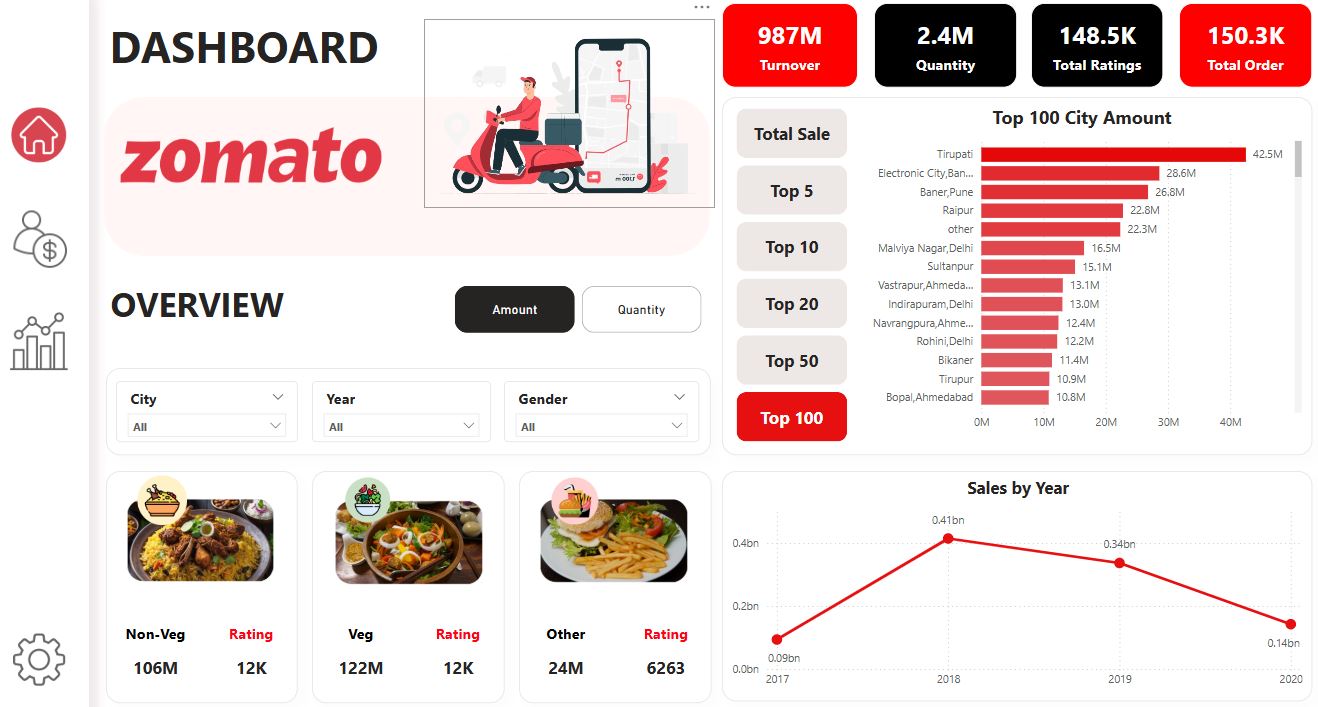 DASHBOARD
zomato
...
987M
Turnover
2.4M
Quantity
148.5K
Total Ratings
150.3K
Total Order
OVERVIEW
Amount
Quantity
City
All
Year
All
Gender
All
Non-Veg Rating
106M 12K
Veg Rating
122M 12K
Other Rating
24M 6263
Total Sale
Top 5
Top 10
Top 20
Top 50
Top 100
Top 100 City Amount
Tirupati 42.5M
Electronic City,Ban... 28.6M
Baner,Pune 26.8M
Raipur 22.8M
other 22.3M
Malviya Nagar,Delhi 16.5M
Sultanpur 15.1M
Vastrapur,Ahmeda... 13.1M
Indirapuram,Delhi 13.0M
Navrangpura,Ahme... 12.4M
Rohini,Delhi 12.2M
Bikaner 11.4M
Tirupur 10.9M
Bopal,Ahmedabad 10.8M
0M 10M 20M 30M 40M
Sales by Year
0.4bn
0.2bn
0.0bn
0.09bn
0.41bn
0.34bn
0.14bn
2017 2018 2019 2020